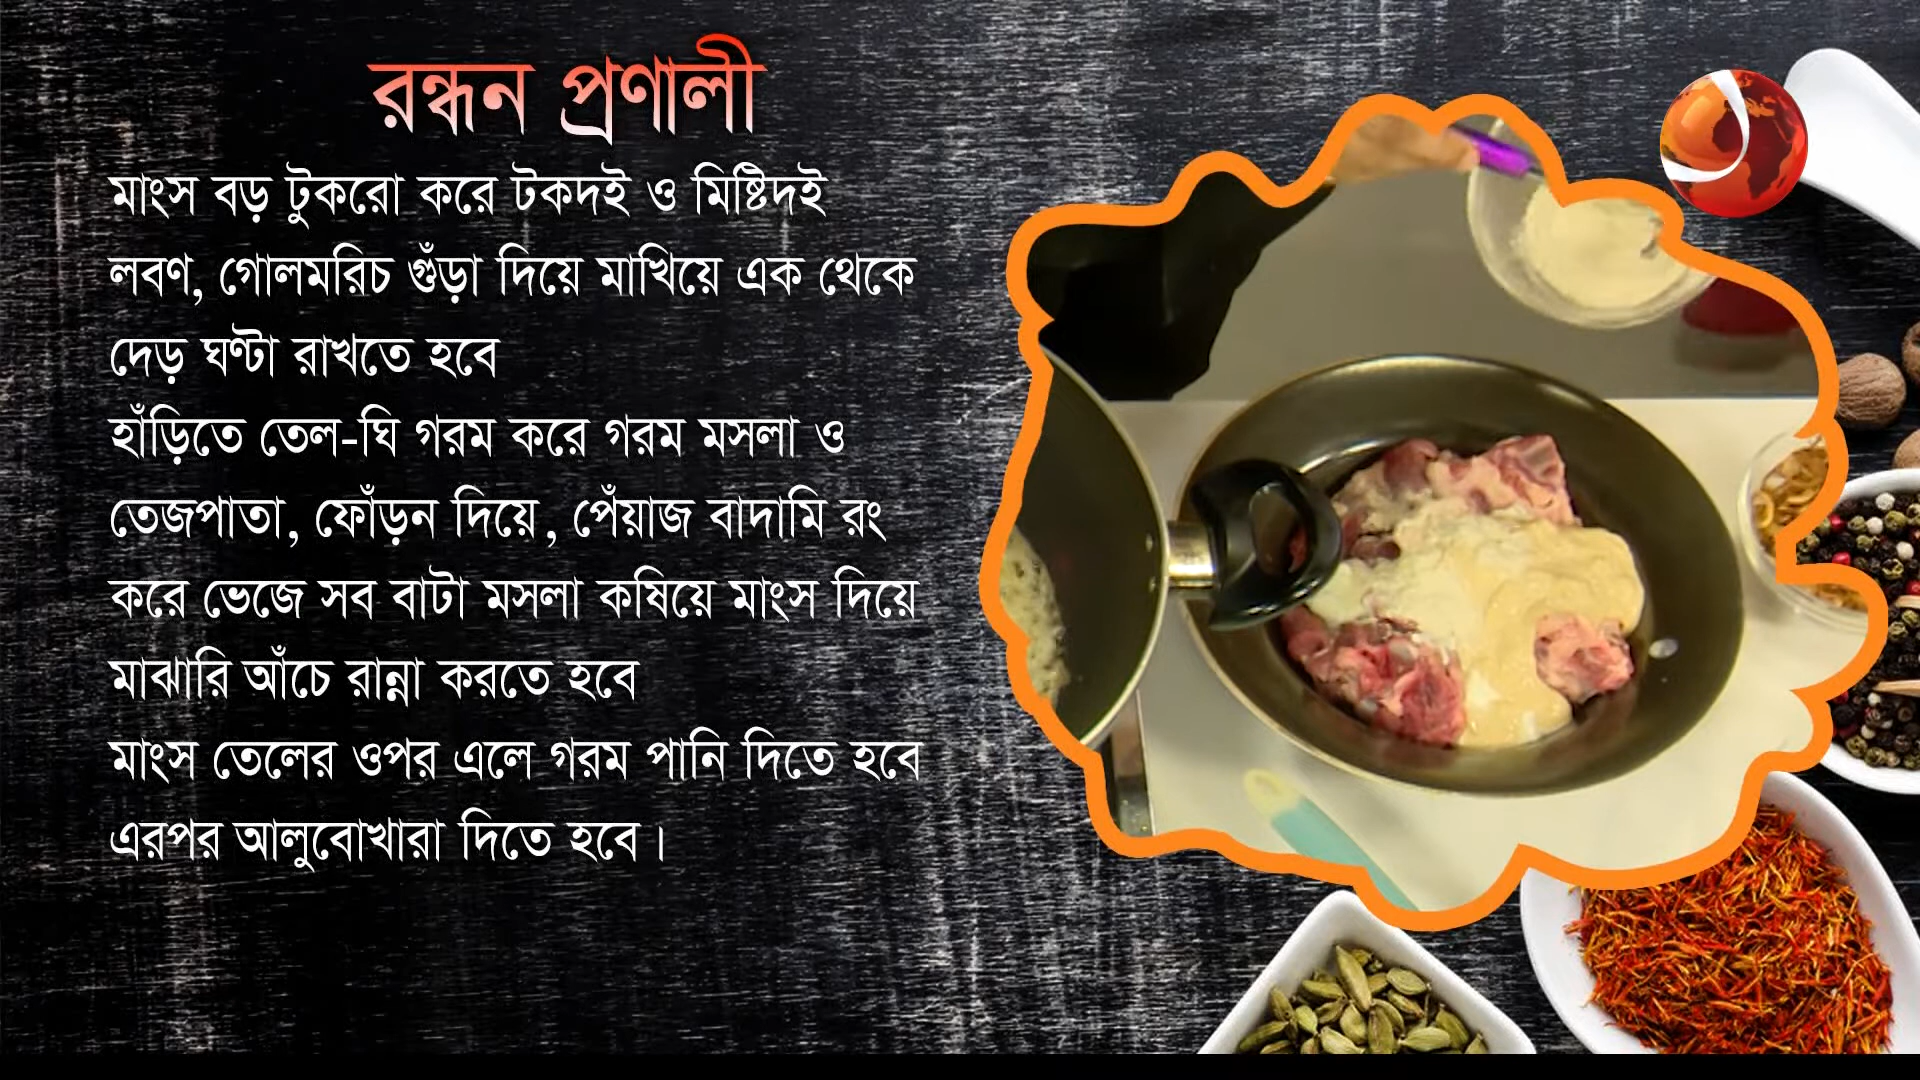 রন্ধন প্রণালী
মাংস বড় টুকরো করে টকদই ও মিষ্টিদই
লবণ, গোলমরিচ গুঁড়া দিয়ে মাখিয়ে এক থেকে
দেড় ঘণ্টা রাখতে হবে
হাঁড়িতে তেল-ঘি গরম করে গরম মসলা ও
তেজপাতা, ফোঁড়ন দিয়ে, পেঁয়াজ বাদামি রং
করে ভেজে সব বাটা মসলা কষিয়ে মাংস দিয়ে
মাঝারি আঁচে রান্না করতে হবে
মাংস তেলের ওপর এলে গরম পানি দিতে হবে
এরপর আলুবোখারা দিতে হবে।